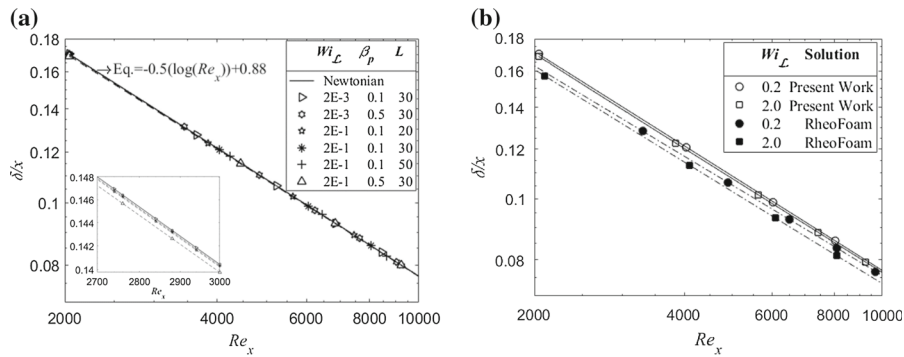 (a)
0.18
0.16
0.14
0.12
0.1
0.08
δ/x
Eq.=-0.5(log(Re_x))+0.88
Wi_ℒ β_p L
Newtonian
2E-3 0.1 30
2E-3 0.5 30
2E-1 0.1 20
2E-1 0.1 30
2E-1 0.1 50
2E-1 0.5 30
0.148
0.146
0.144
0.142
0.14
2700 2800 2900 3000
Re_x
2000 4000 6000 8000 10000
Re_x
(b)
0.18
0.16
0.14
0.12
0.1
0.08
δ/x
Wi_ℒ Solution
0.2 Present Work
2.0 Present Work
0.2 RheoFoam
2.0 RheoFoam
2000 4000 6000 8000 10000
Re_x